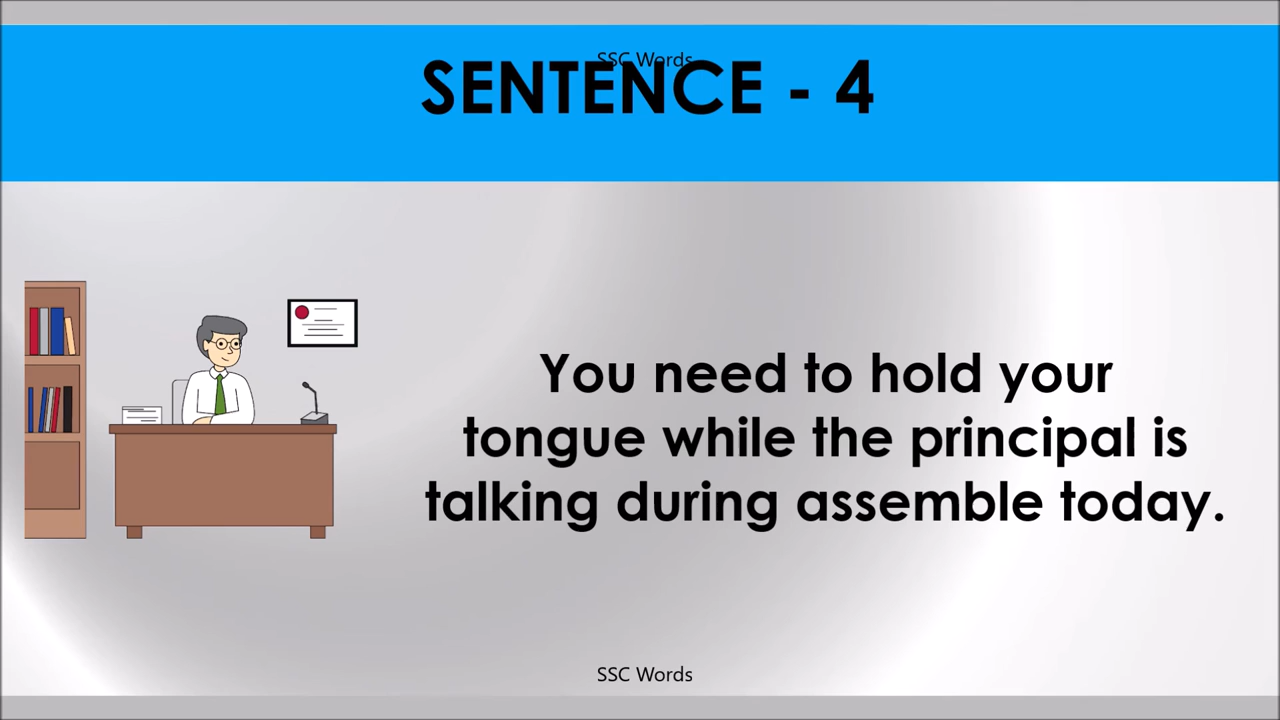 SSC Words
SENTENCE - 4
You need to hold your
tongue while the principal is
talking during assemble today.
SSC Words